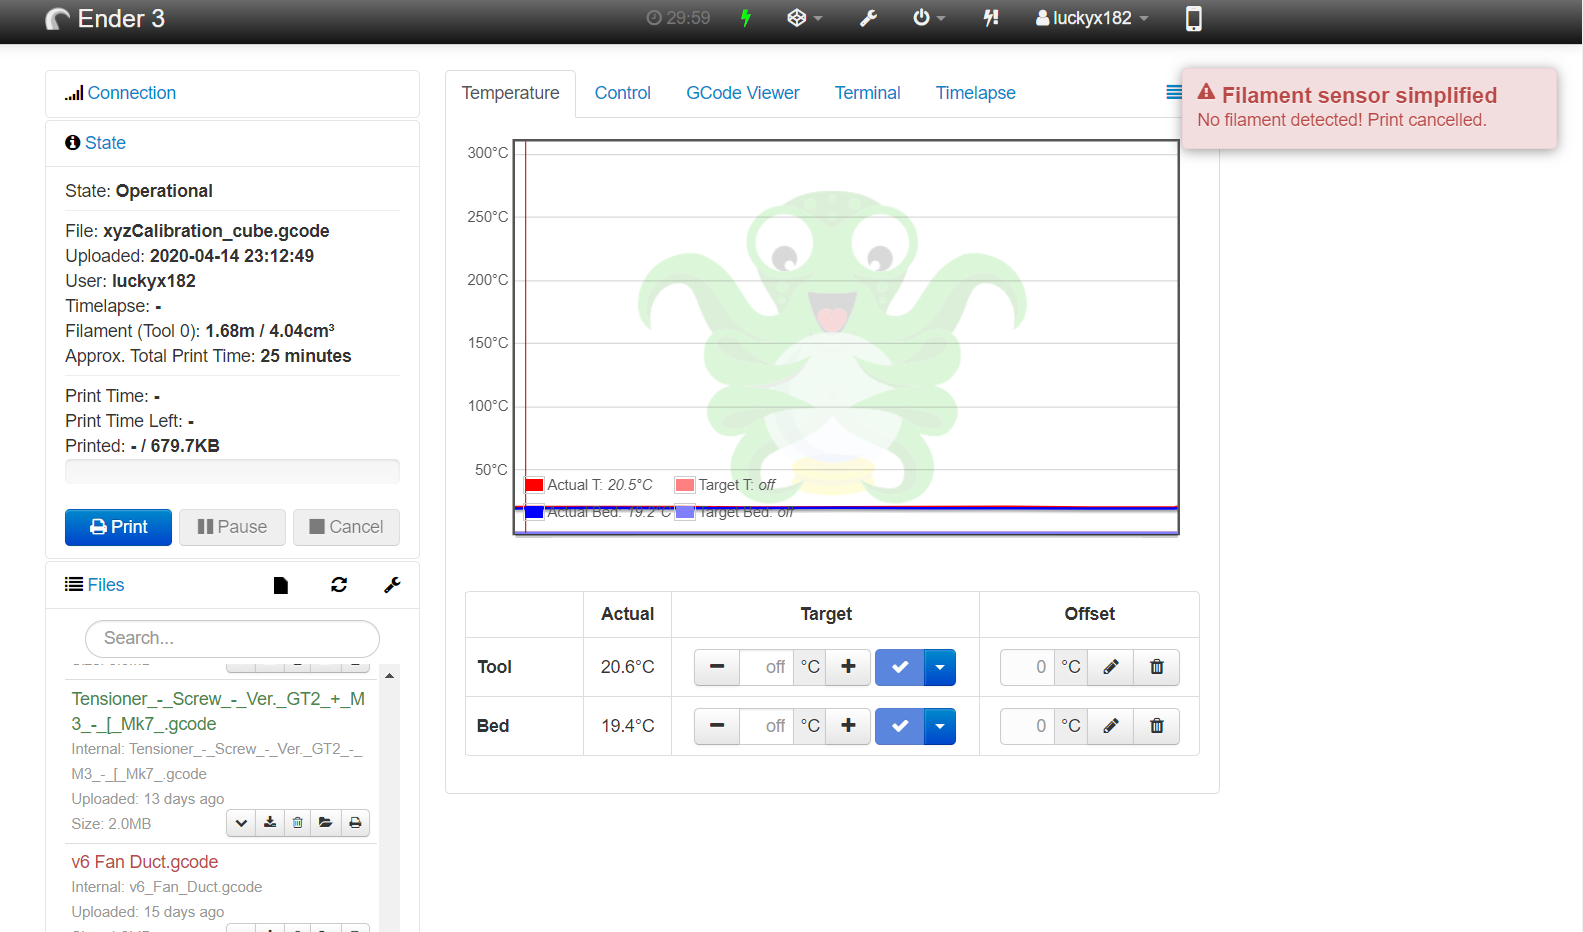 Ender 3
29:59
luckyx182
Connection
State
State: Operational
File: xyzCalibration_cube.gcode
Uploaded: 2020-04-14 23:12:49
User: luckyx182
Timelapse: -
Filament (Tool 0): 1.68m / 4.04cm³
Approx. Total Print Time: 25 minutes
Print Time: -
Print Time Left: -
Printed: - / 679.7KB
Print
Pause
Cancel
Files
Search...
Tensioner_-_Screw_-_Ver._GT2_+_M
3_-_[_Mk7_.gcode
Internal: Tensioner_-_Screw_-_Ver._GT2_-_
M3_-_[_Mk7_.gcode
Uploaded: 13 days ago
Size: 2.0MB
v6 Fan Duct.gcode
Internal: v6_Fan_Duct.gcode
Uploaded: 15 days ago
Temperature
Control
GCode Viewer
Terminal
Timelapse
Filament sensor simplified
No filament detected! Print cancelled.
300°C
250°C
200°C
150°C
100°C
50°C
Actual T: 20.5°C
Target T: off
Actual Bed: 19.2°C
Target Bed: off
Actual
Target
Offset
Tool
20.6°C
off °C
0 °C
Bed
19.4°C
off °C
0 °C